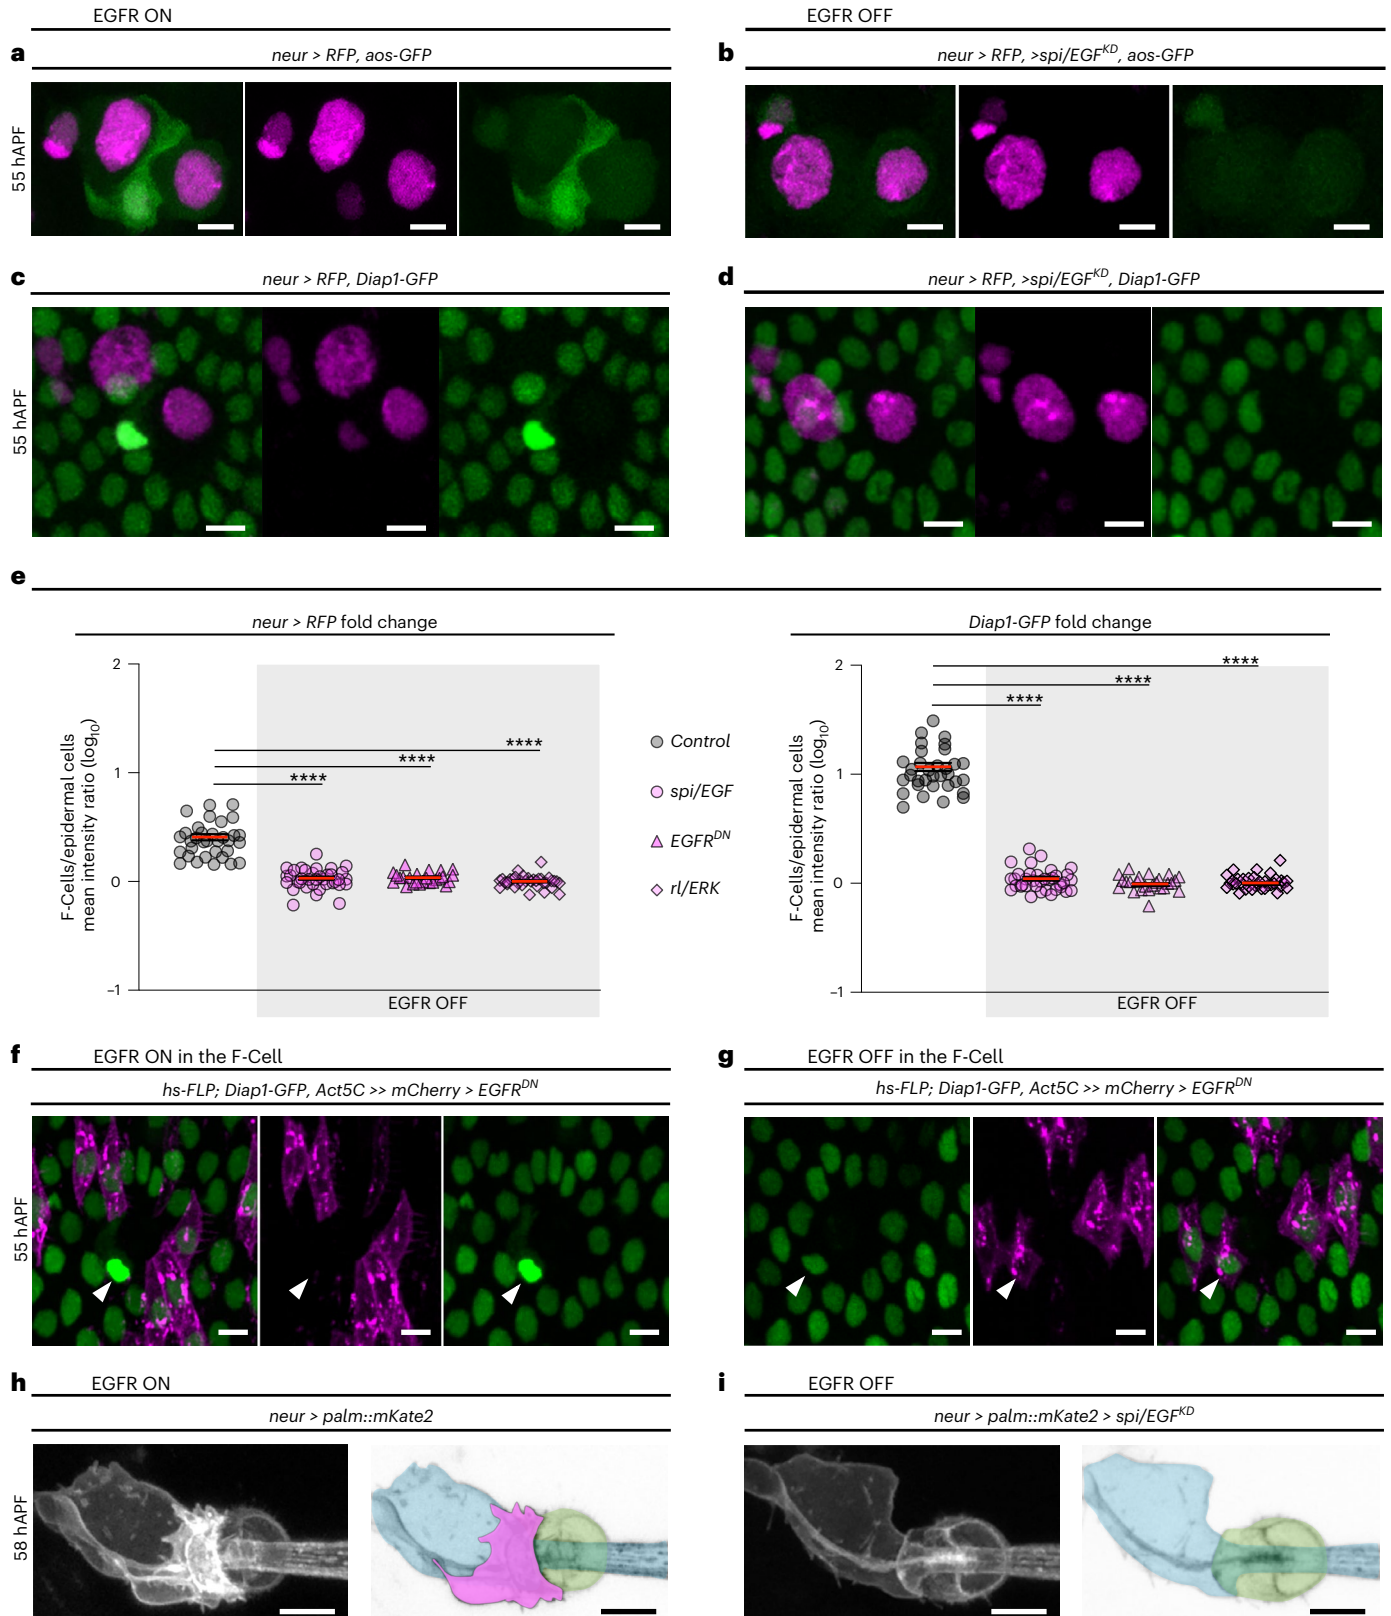 EGFR ON
EGFR OFF
a
neur > RFP, aos-GFP
b
neur > RFP, >spi/EGF^KD, aos-GFP
55 hAPF
c
neur > RFP, Diap1-GFP
d
neur > RFP, >spi/EGF^KD, Diap1-GFP
55 hAPF
e
neur > RFP fold change
Diap1-GFP fold change
F-Cells/epidermal cells
mean intensity ratio (log10)
2
1
0
–1
****
****
****
EGFR OFF
Control
spi/EGF
EGFR^DN
rl/ERK
F-Cells/epidermal cells
mean intensity ratio (log10)
2
1
0
–1
****
****
****
EGFR OFF
f
EGFR ON in the F-Cell
g
EGFR OFF in the F-Cell
hs-FLP; Diap1-GFP, Act5C >> mCherry > EGFR^DN
hs-FLP; Diap1-GFP, Act5C >> mCherry > EGFR^DN
55 hAPF
h
EGFR ON
i
EGFR OFF
neur > palm::mKate2
neur > palm::mKate2 > spi/EGF^KD
58 hAPF